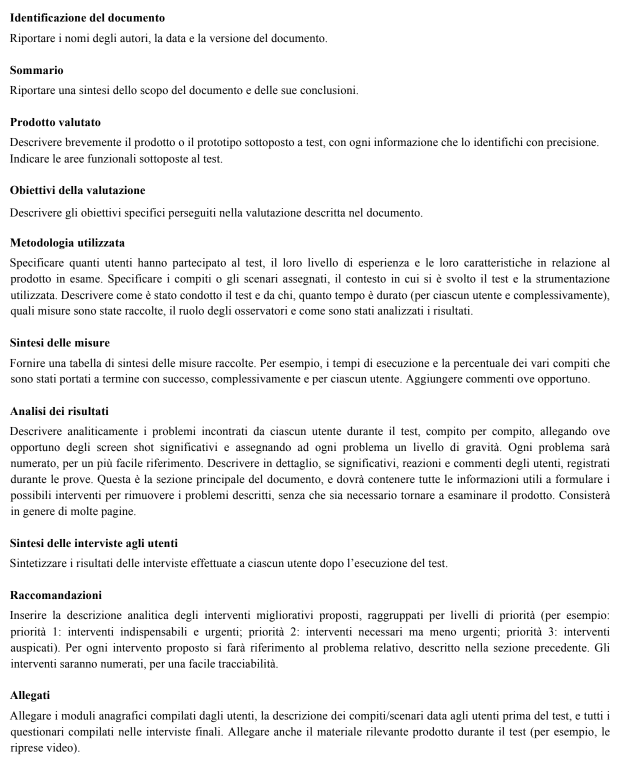 Identificazione del documento
Riportare i nomi degli autori, la data e la versione del documento.
Sommario
Riportare una sintesi dello scopo del documento e delle sue conclusioni.
Prodotto valutato
Descrivere brevemente il prodotto o il prototipo sottoposto a test, con ogni informazione che lo identifichi con precisione.
Indicare le aree funzionali sottoposte al test.
Obiettivi della valutazione
Descrivere gli obiettivi specifici perseguiti nella valutazione descritta nel documento.
Metodologia utilizzata
Specificare quanti utenti hanno partecipato al test, il loro livello di esperienza e le loro caratteristiche in relazione al
prodotto in esame. Specificare i compiti o gli scenari assegnati, il contesto in cui si è svolto il test e la strumentazione
utilizzata. Descrivere come è stato condotto il test e da chi, quanto tempo è durato (per ciascun utente e complessivamente),
quali misure sono state raccolte, il ruolo degli osservatori e come sono stati analizzati i risultati.
Sintesi delle misure
Fornire una tabella di sintesi delle misure raccolte. Per esempio, i tempi di esecuzione e la percentuale dei vari compiti che
sono stati portati a termine con successo, complessivamente e per ciascun utente. Aggiungere commenti ove opportuno.
Analisi dei risultati
Descrivere analiticamente i problemi incontrati da ciascun utente durante il test, compito per compito, allegando ove
opportuno degli screen shot significativi e assegnando ad ogni problema un livello di gravità. Ogni problema sarà
numerato, per un più facile riferimento. Descrivere in dettaglio, se significativi, reazioni e commenti degli utenti, registrati
durante le prove. Questa è la sezione principale del documento, e dovrà contenere tutte le informazioni utili a formulare i
possibili interventi per rimuovere i problemi descritti, senza che sia necessario tornare a esaminare il prodotto. Consisterà
in genere di molte pagine.
Sintesi delle interviste agli utenti
Sintetizzare i risultati delle interviste effettuate a ciascun utente dopo l'esecuzione del test.
Raccomandazioni
Inserire la descrizione analitica degli interventi migliorativi proposti, raggruppati per livelli di priorità (per esempio:
priorità 1: interventi indispensabili e urgenti; priorità 2: interventi necessari ma meno urgenti; priorità 3: interventi
auspicati). Per ogni intervento proposto si farà riferimento al problema relativo, descritto nella sezione precedente. Gli
interventi saranno numerati, per una facile tracciabilità.
Allegati
Allegare i moduli anagrafici compilati dagli utenti, la descrizione dei compiti/scenari data agli utenti prima del test, e tutti i
questionari compilati nelle interviste finali. Allegare anche il materiale rilevante prodotto durante il test (per esempio, le
riprese video).